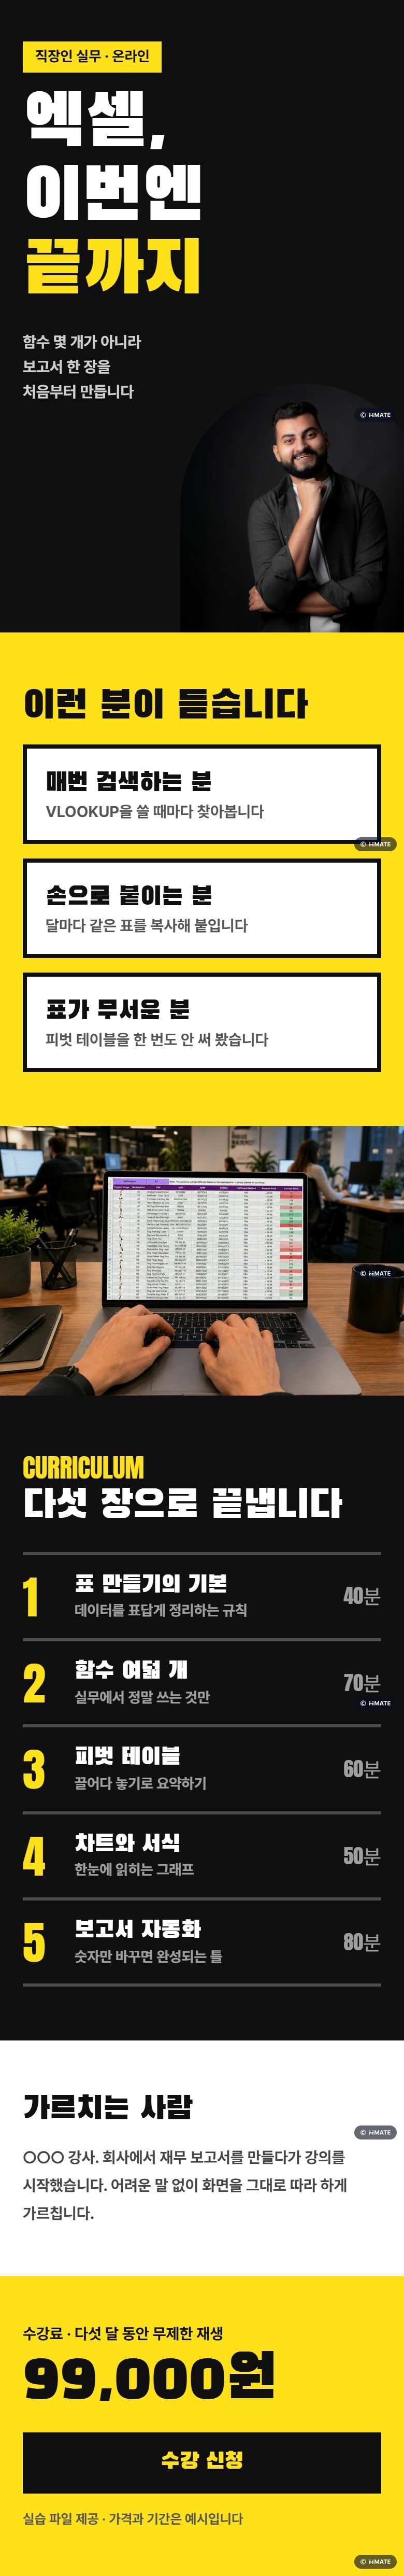 직장인 실무 · 온라인
엑셀,
이번엔
끝까지
함수 몇 개가 아니라
보고서 한 장을
처음부터 만듭니다
© HMATE
이런 분이 듣습니다
매번 검색하는 분
VLOOKUP을 쓸 때마다 찾아봅니다
© HMATE
손으로 붙이는 분
달마다 같은 표를 복사해 붙입니다
표가 무서운 분
피벗 테이블을 한 번도 안 써 봤습니다
© HMATE
CURRICULUM
다섯 장으로 끝냅니다
1 표 만들기의 기본 40분
데이터를 표답게 정리하는 규칙
2 함수 여덟 개 70분
실무에서 정말 쓰는 것만
© HMATE
3 피벗 테이블 60분
끌어다 놓기로 요약하기
4 차트와 서식 50분
한눈에 읽히는 그래프
5 보고서 자동화 80분
숫자만 바꾸면 완성되는 틀
가르치는 사람
© HMATE
○○○ 강사. 회사에서 재무 보고서를 만들다가 강의를
시작했습니다. 어려운 말 없이 화면을 그대로 따라 하게
가르칩니다.
수강료 · 다섯 달 동안 무제한 재생
99,000원
수강 신청
실습 파일 제공 · 가격과 기간은 예시입니다
© HMATE